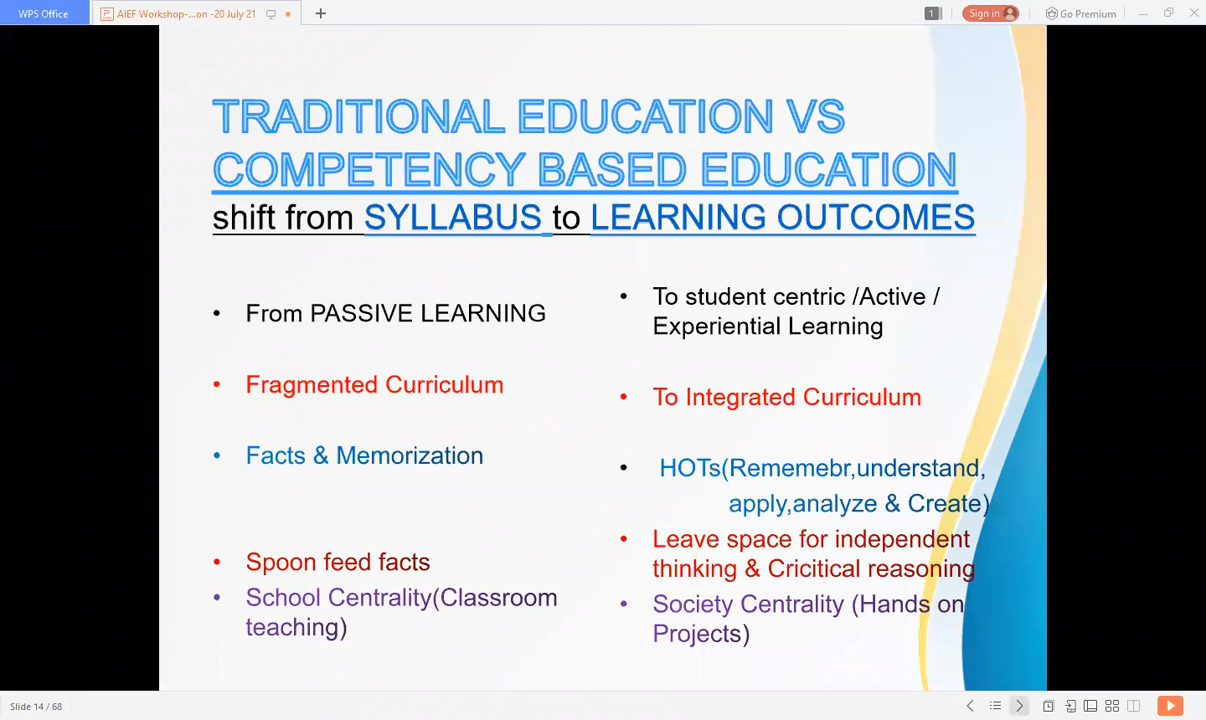 WPS Office
AIEF Workshop-...on -20 July 21
1
Sign in
Go Premium
TRADITIONAL EDUCATION VS
COMPETENCY BASED EDUCATION
shift from SYLLABUS to LEARNING OUTCOMES
• From PASSIVE LEARNING
• Fragmented Curriculum
• Facts & Memorization
• Spoon feed facts
• School Centrality(Classroom
teaching)
• To student centric /Active /
Experiential Learning
• To Integrated Curriculum
• HOTs(Rememebr,understand,
apply,analyze & Create)
• Leave space for independent
thinking & Cricitical reasoning
• Society Centrality (Hands on
Projects)
Slide 14 / 68